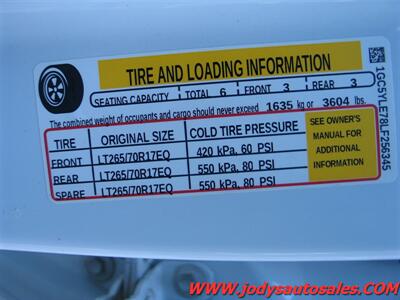 TIRE AND LOADING INFORMATION
SEATING CAPACITY TOTAL 6 FRONT 3 REAR 3
The combined weight of occupants and cargo should never exceed 1635 kg or 3604 lbs.
TIRE ORIGINAL SIZE COLD TIRE PRESSURE
FRONT LT265/70R17EQ 420 kPa, 60 PSI
REAR LT265/70R17EQ 550 kPa, 80 PSI
SPARE LT265/70R17EQ 550 kPa, 80 PSI
SEE OWNER'S
MANUAL FOR
ADDITIONAL
INFORMATION
1GC5YLE78LF256345
www.jodysautosales.com